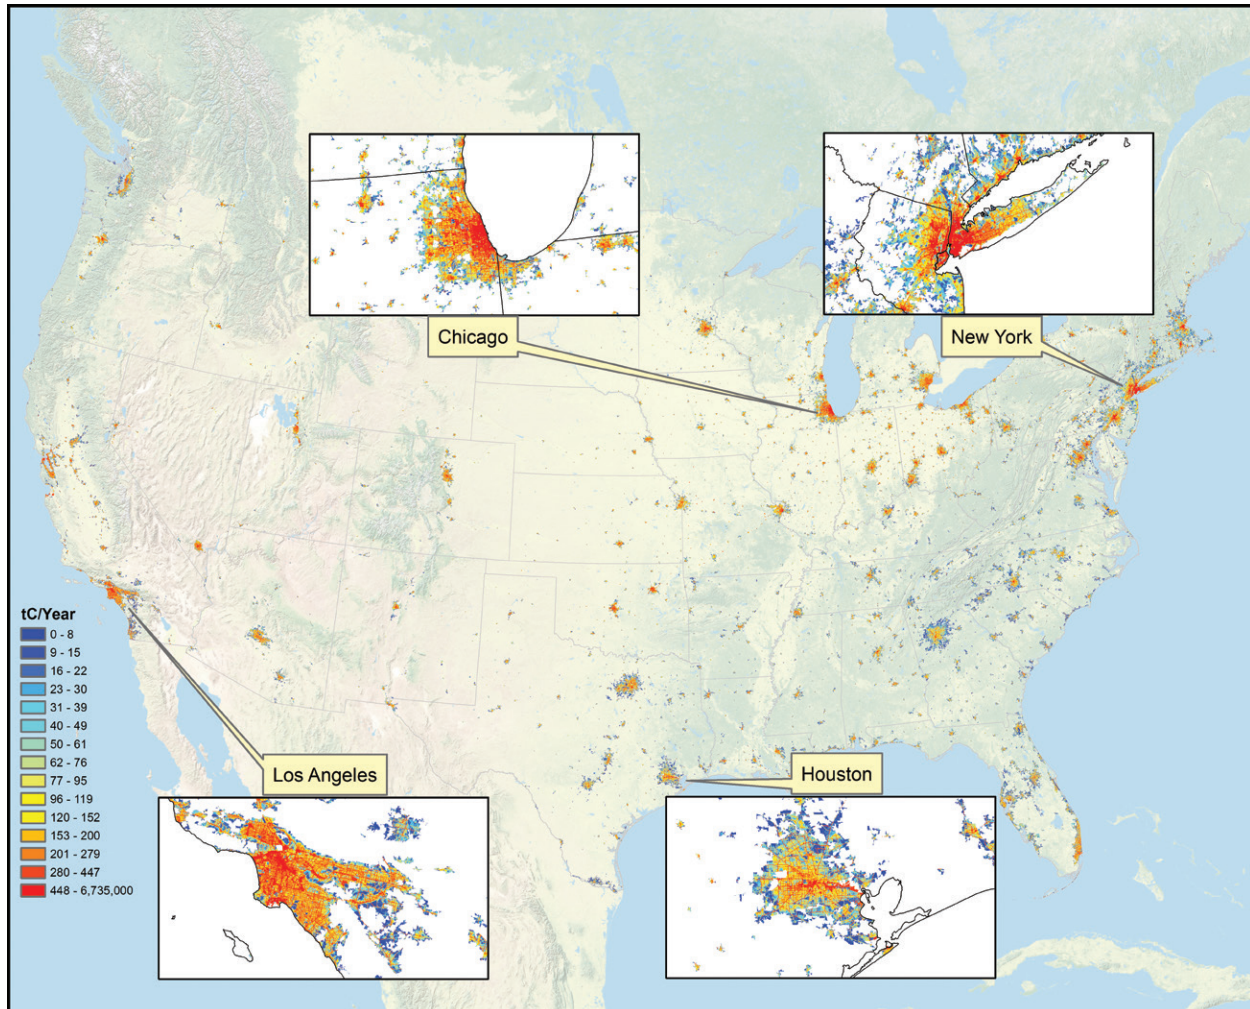 Chicago
New York
tC/Year
0 - 8
9 - 15
16 - 22
23 - 30
31 - 39
40 - 49
50 - 61
62 - 76
77 - 95
96 - 119
120 - 152
153 - 200
201 - 279
280 - 447
448 - 6,735,000
Los Angeles
Houston